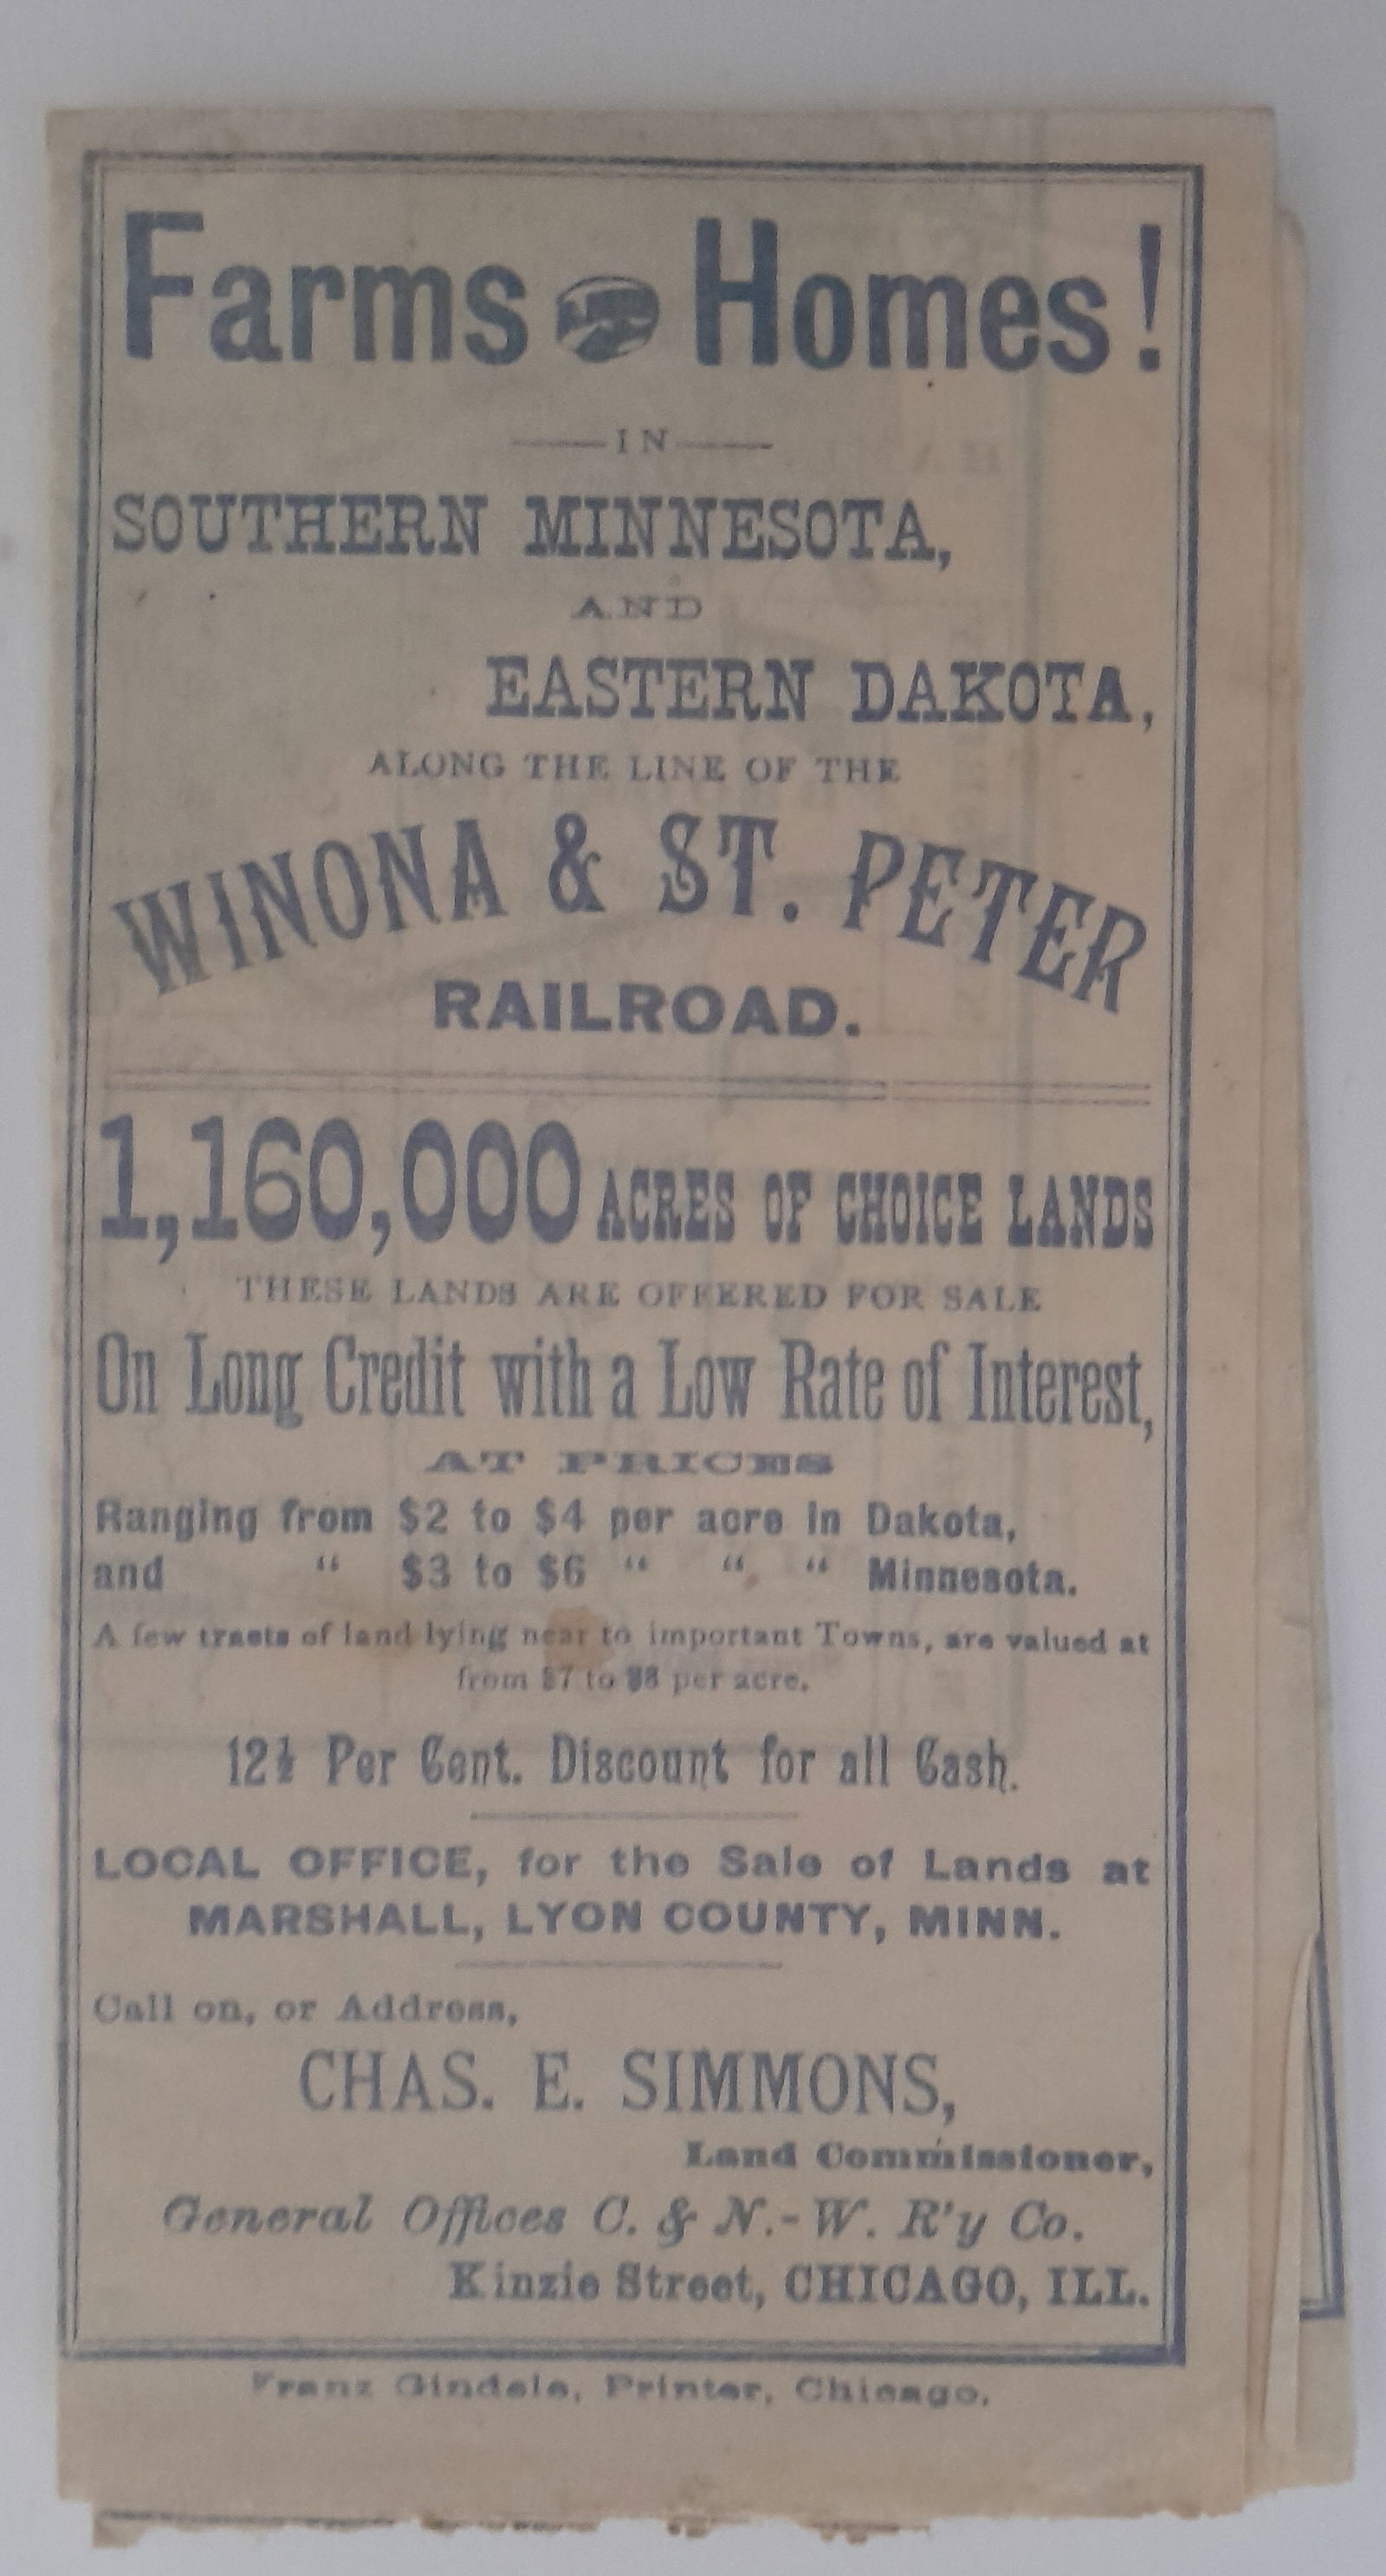 Farms AND Homes!
IN
SOUTHERN MINNESOTA,
AND
EASTERN DAKOTA,
ALONG THE LINE OF THE
WINONA & ST. PETER
RAILROAD.
1,160,000 ACRES OF CHOICE LANDS
THESE LANDS ARE OFFERED FOR SALE
On Long Credit with a Low Rate of Interest,
AT PRICES
Ranging from $2 to $4 per acre in Dakota,
and " $3 to $6 " " " Minnesota.
A few tracts of land lying near to important Towns, are valued at
from $7 to $8 per acre.
12½ Per Cent. Discount for all Cash.
LOCAL OFFICE, for the Sale of Lands at
MARSHALL, LYON COUNTY, MINN.
Call on, or Address,
CHAS. E. SIMMONS,
Land Commissioner,
General Offices C. & N.-W. R'y Co.
Kinzie Street, CHICAGO, ILL.
Franz Gindele, Printer, Chicago.